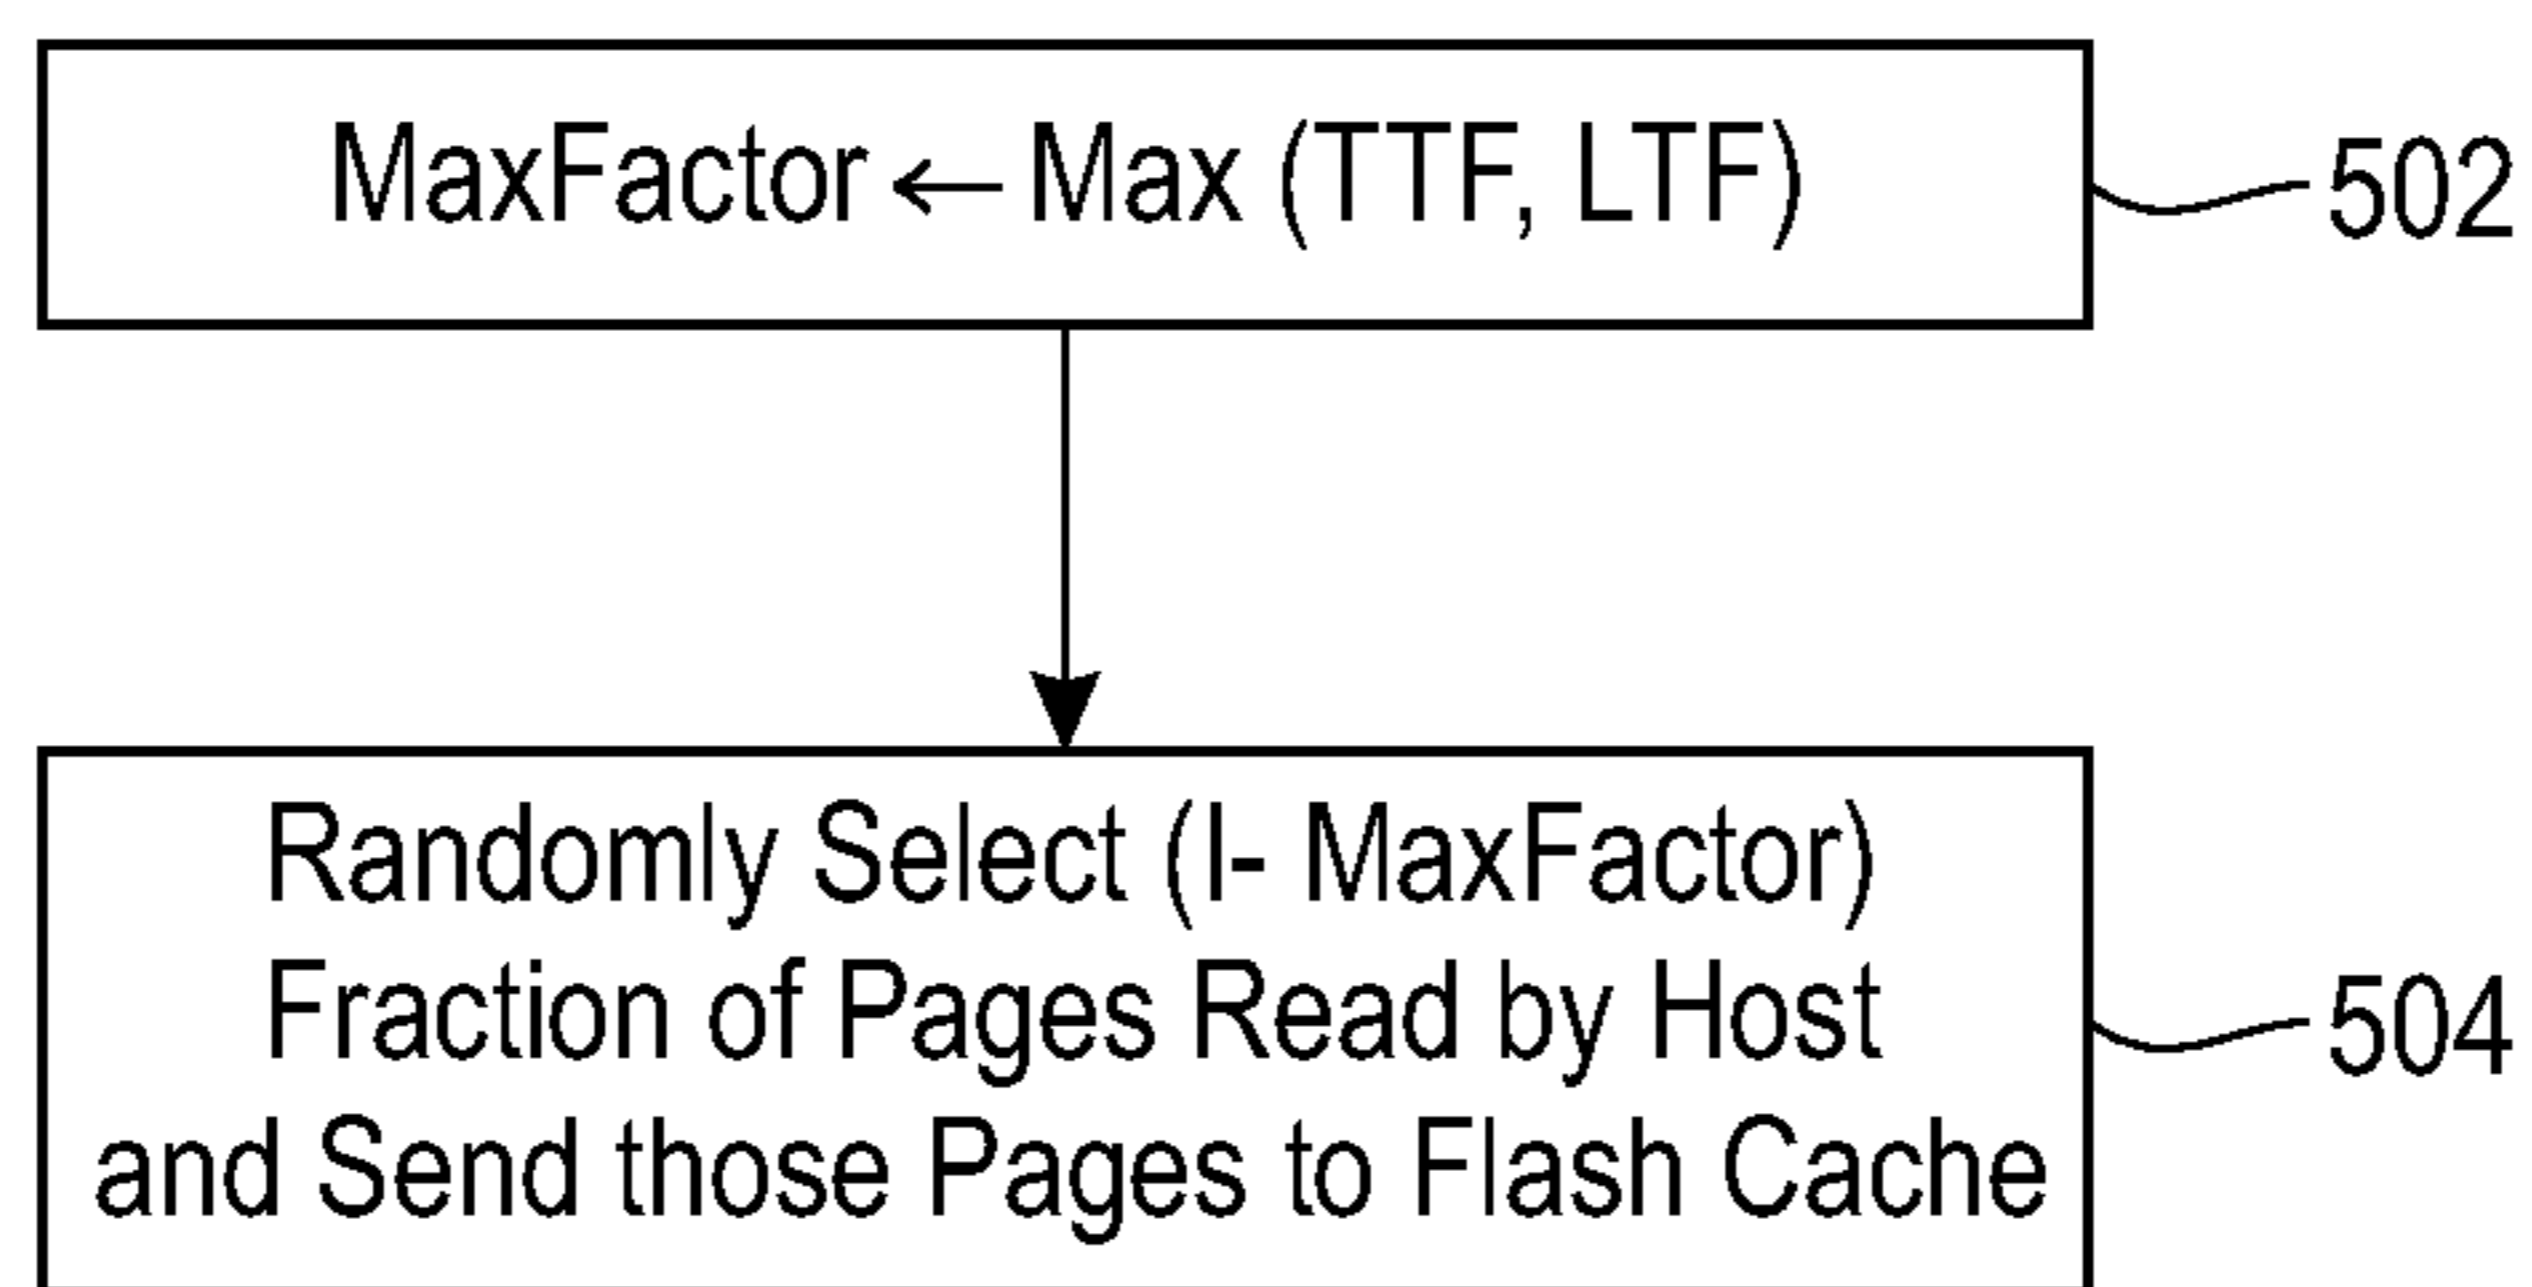 MaxFactor ← Max (TTF, LTF)
502
Randomly Select (I- MaxFactor)
Fraction of Pages Read by Host
and Send those Pages to Flash Cache
504